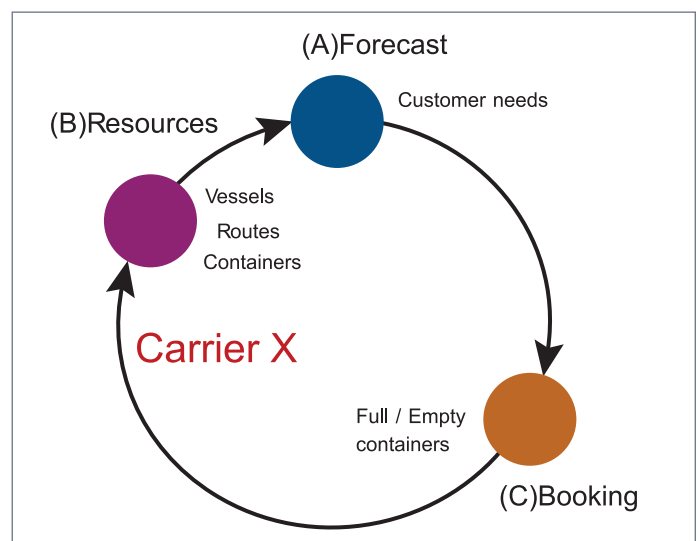 (A)Forecast
Customer needs
(B)Resources
Vessels
Routes
Containers
Carrier X
Full / Empty
containers
(C)Booking